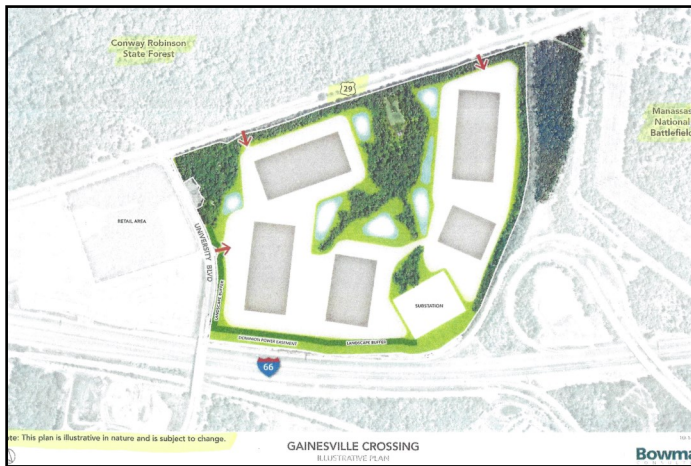 Conway Robinson
State Forest
29
Manassas
National
Battlefield
RETAIL AREA
UNIVERSITY BLVD
LANDSCAPE BUFFER
SUBSTATION
DOMINION POWER EASEMENT
LANDSCAPE BUFFER
66
ote: This plan is illustrative in nature and is subject to change.
GAINESVILLE CROSSING
ILLUSTRATIVE PLAN
Bowma